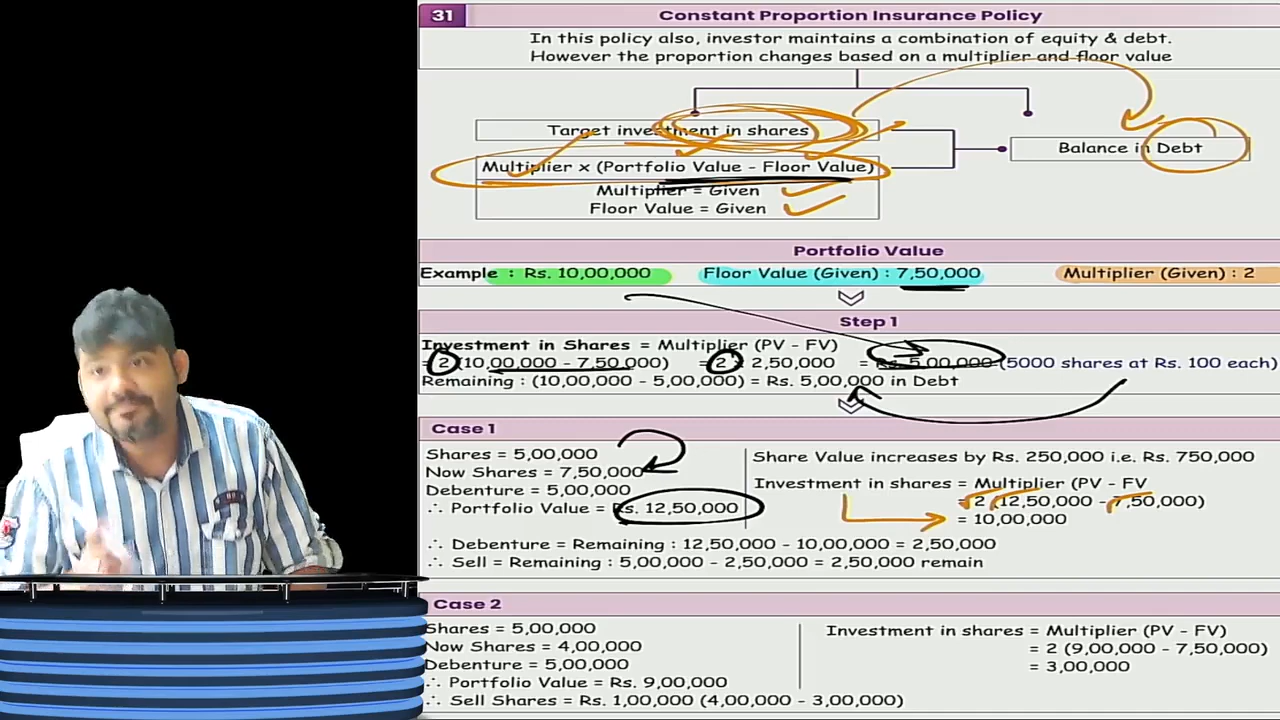 31 Constant Proportion Insurance Policy
In this policy also, investor maintains a combination of equity & debt.
However the proportion changes based on a multiplier and floor value
Target investment in shares
Balance in Debt
Multiplier x (Portfolio Value - Floor Value)
Multiplier = Given
Floor Value = Given
Portfolio Value
Example : Rs. 10,00,000 Floor Value (Given) : 7,50,000 Multiplier (Given) : 2
Step 1
Investment in Shares = Multiplier (PV - FV)
= 2 (10,00,000 - 7,50,000) = 2 × 2,50,000 = Rs. 5,00,000 (5000 shares at Rs. 100 each)
Remaining : (10,00,000 - 5,00,000) = Rs. 5,00,000 in Debt
Case 1
Shares = 5,00,000
Now Shares = 7,50,000
Debenture = 5,00,000
∴ Portfolio Value = Rs. 12,50,000
Share Value increases by Rs. 250,000 i.e. Rs. 750,000
Investment in shares = Multiplier (PV - FV
= 2 (12,50,000 - 7,50,000)
= 10,00,000
∴ Debenture = Remaining : 12,50,000 - 10,00,000 = 2,50,000
∴ Sell = Remaining : 5,00,000 - 2,50,000 = 2,50,000 remain
Case 2
Shares = 5,00,000
Now Shares = 4,00,000
Debenture = 5,00,000
∴ Portfolio Value = Rs. 9,00,000
∴ Sell Shares = Rs. 1,00,000 (4,00,000 - 3,00,000)
Investment in shares = Multiplier (PV - FV)
= 2 (9,00,000 - 7,50,000)
= 3,00,000